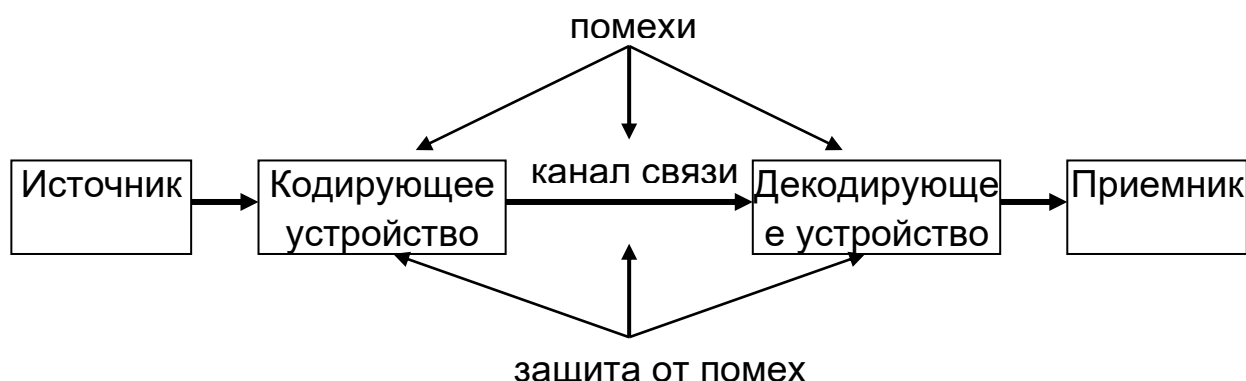 помехи
канал связи
Источник
Кодирующее
устройство
Декодирующе
е устройство
Приемник
защита от помех